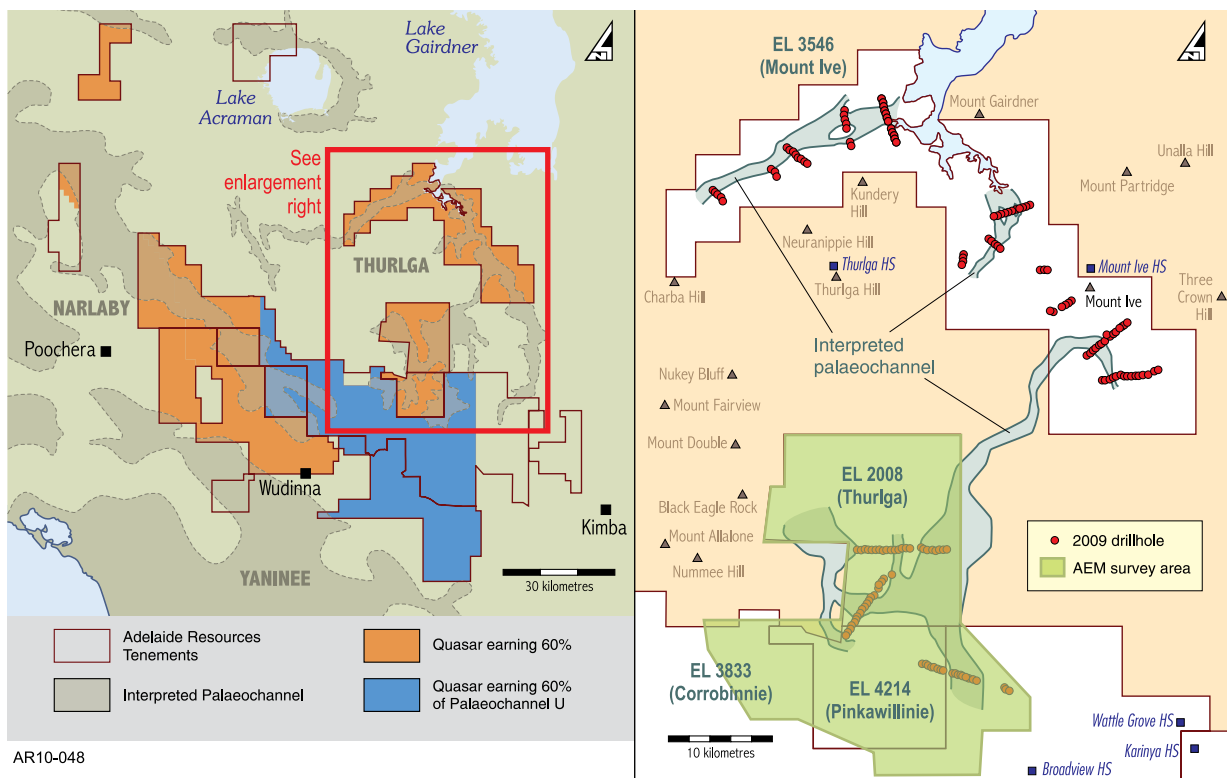 Lake
Gairdner
Lake
Acraman
See
enlargement
right
THURLGA
NARLABY
Poochera
Wudinna
Kimba
YANINEE
30 kilometres
Adelaide Resources
Tenements
Interpreted Palaeochannel
Quasar earning 60%
Quasar earning 60%
of Palaeochannel U
AR10-048
EL 3546
(Mount Ive)
Mount Gairdner
Unalla Hill
Mount Partridge
Kundery
Hill
Neuranippie Hill
Thurlga HS
Thurlga Hill
Charba Hill
Mount Ive HS
Mount Ive
Three
Crown
Hill
Interpreted
palaeochannel
Nukey Bluff
Mount Fairview
Mount Double
EL 2008
(Thurlga)
Black Eagle
Rock
Mount Allalone
Nummee Hill
2009 drillhole
AEM survey area
EL 3833
(Corrobinnie)
EL 4214
(Pinkawillinie)
10 kilometres
Wattle Grove HS
Karinya HS
Broadview HS